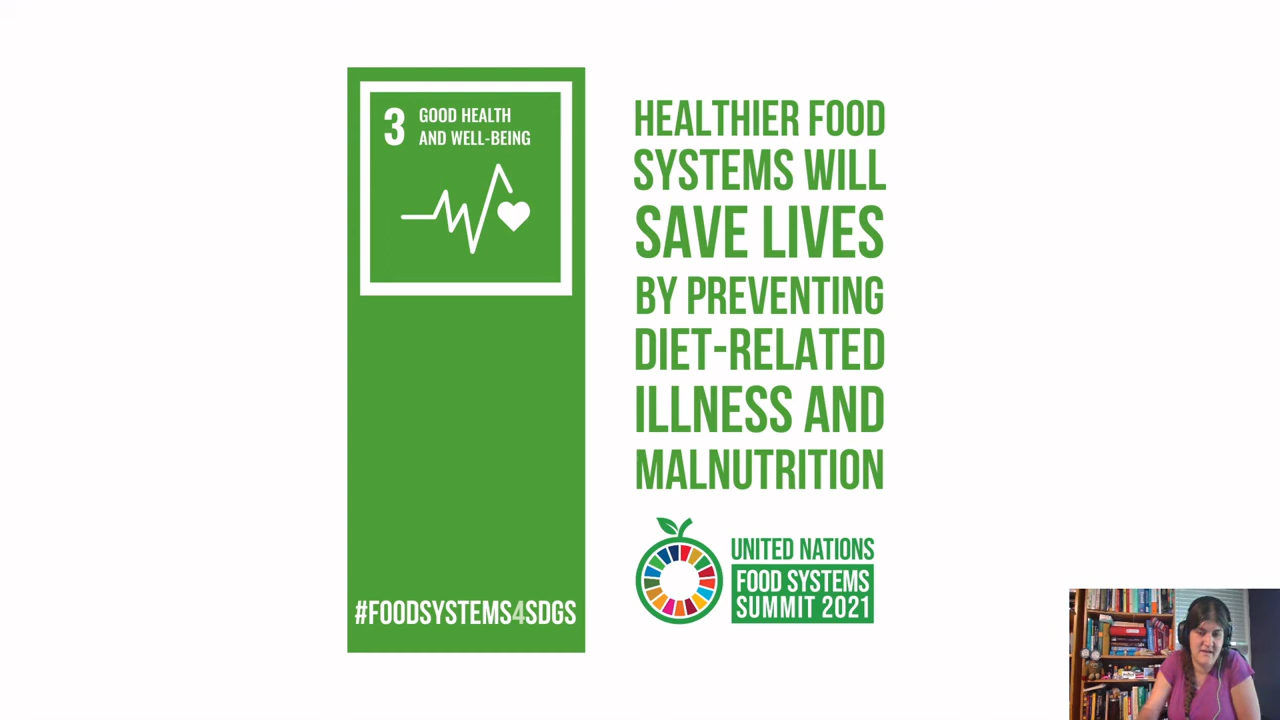 3 GOOD HEALTH
AND WELL-BEING
#FOODSYSTEMS4SDGS
HEALTHIER FOOD
SYSTEMS WILL
SAVE LIVES
BY PREVENTING
DIET-RELATED
ILLNESS AND
MALNUTRITION
UNITED NATIONS
FOOD SYSTEMS
SUMMIT 2021